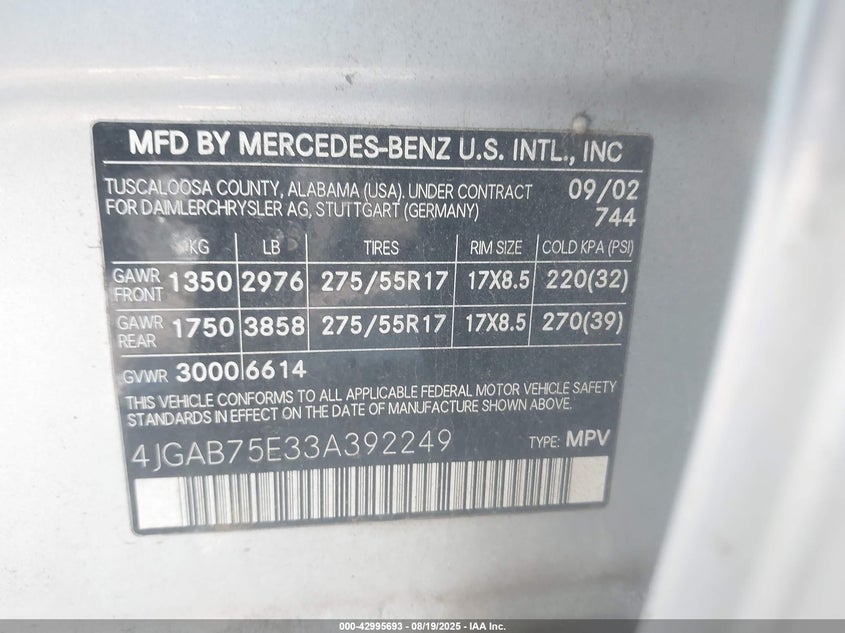 MFD BY MERCEDES-BENZ U.S. INTL., INC
TUSCALOOSA COUNTY, ALABAMA (USA). UNDER CONTRACT 09/02
FOR DAIMLERCHRYSLER AG, STUTTGART (GERMANY) 744
KG LB TIRES RIM SIZE COLD KPA (PSI)
GAWR FRONT 1350 2976 275/55R17 17X8.5 220(32)
GAWR REAR 1750 3858 275/55R17 17X8.5 270(39)
GVWR 3000 6614
THIS VEHICLE CONFORMS TO ALL APPLICABLE FEDERAL MOTOR VEHICLE SAFETY
STANDARDS IN EFFECT ON THE DATE OF MANUFACTURE SHOWN ABOVE.
4JGAB75E33A392249 TYPE: MPV
000-42995693 - 08/19/2025 - IAA Inc.